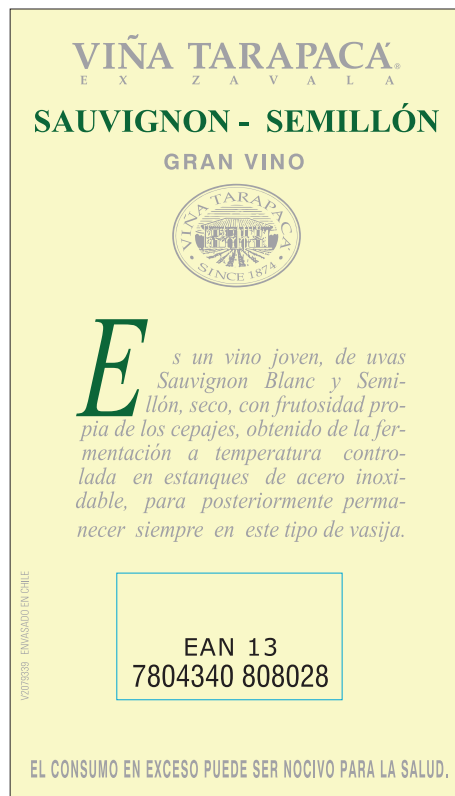 VIÑA TARAPACÁ®
EX ZAVALA
SAUVIGNON - SEMILLÓN
GRAN VINO
VIÑA TARAPACÁ
• SINCE 1874 •
Es un vino joven, de uvas
Sauvignon Blanc y Semi-
llón, seco, con frutosidad pro-
pia de los cepajes, obtenido de la fer-
mentación a temperatura contro-
lada en estanques de acero inoxi-
dable, para posteriormente perma-
necer siempre en este tipo de vasija.
V2079339 ENVASADO EN CHILE
EAN 13
7804340 808028
EL CONSUMO EN EXCESO PUEDE SER NOCIVO PARA LA SALUD.